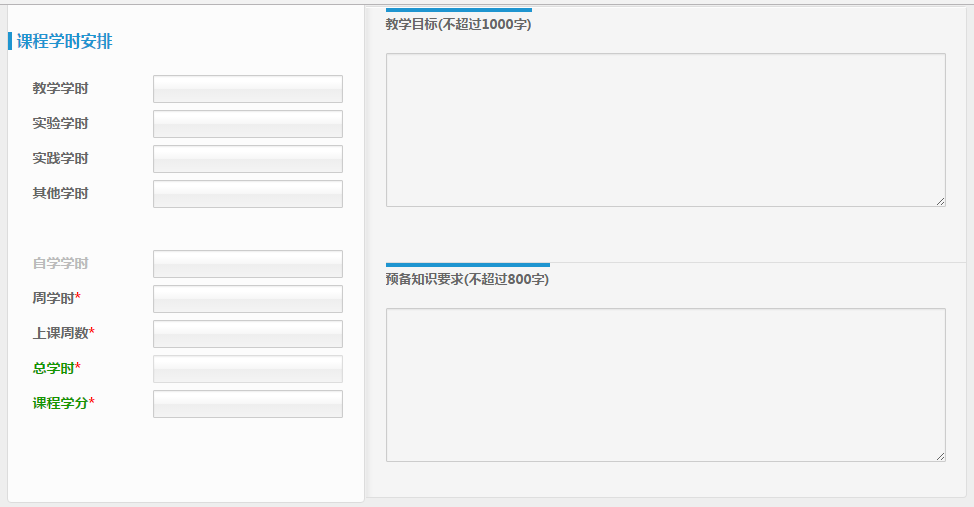 课程学时安排
教学学时
实验学时
实践学时
其他学时
自学学时
周学时*
上课周数*
总学时*
课程学分*
教学目标(不超过1000字)
预备知识要求(不超过800字)